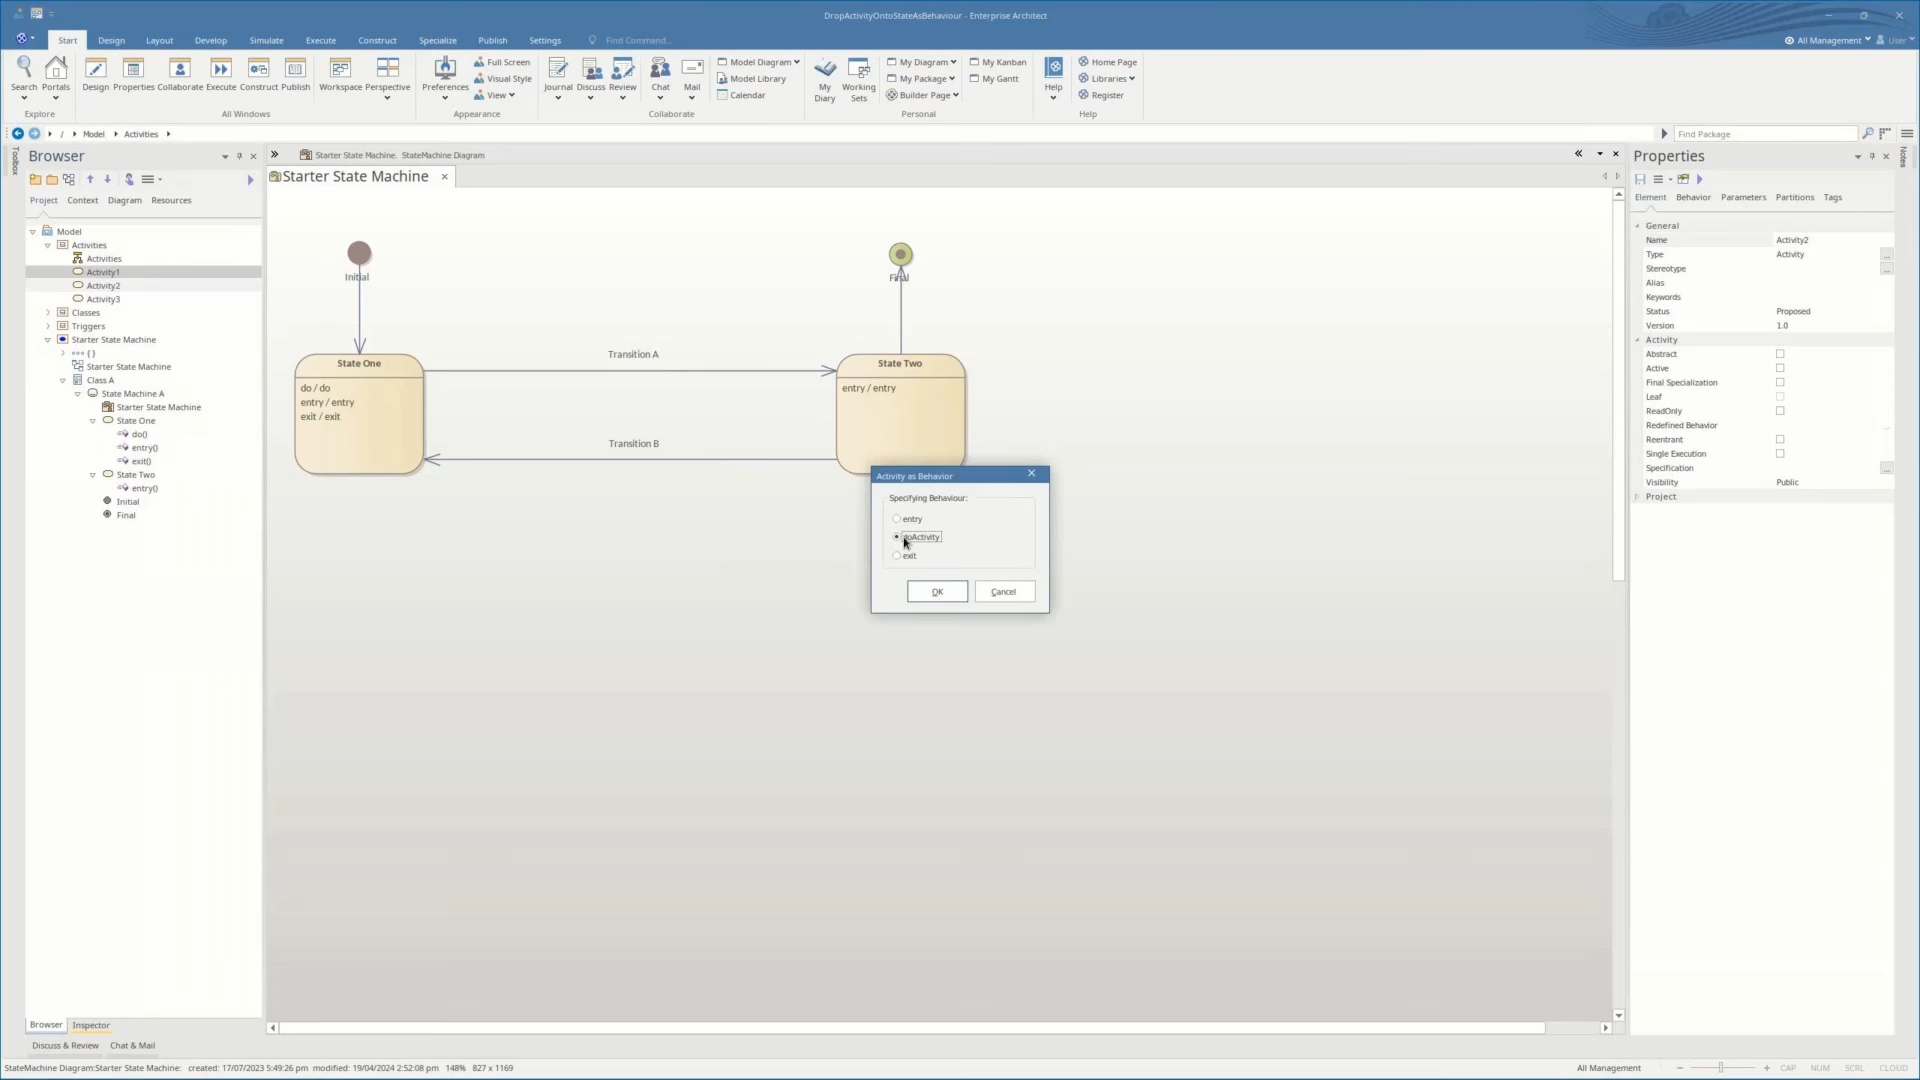 DropActivityOntoStateAsBehaviour - Enterprise Architect
Start Design Layout Develop Simulate Execute Construct Specialize Publish Settings Find Command... All Management User
Search Portals Design Properties Collaborate Execute Construct Publish Workspace Perspective Preferences Journal Discuss Review Chat Mail My Diary Working Sets Help
Full Screen Model Diagram My Diagram My Kanban Home Page
Visual Style Model Library My Package My Gantt Libraries
View Calendar Builder Page Register
Explore All Windows Appearance Collaborate Personal Help
/ Model Activities Find Package
Toolbox
Browser
Project Context Diagram Resources
Model
Activities
Activities
Activity1
Activity2
Activity3
Classes
Triggers
Starter State Machine
{ }
Starter State Machine
Class A
State Machine A
Starter State Machine
State One
do()
entry()
exit()
State Two
entry()
Initial
Final
Browser Inspector
Discuss & Review Chat & Mail
Starter State Machine. StateMachine Diagram
Starter State Machine
Initial
Final
State One
do / do
entry / entry
exit / exit
Transition A
Transition B
State Two
entry / entry
Activity as Behavior
Specifying Behaviour:
entry
doActivity
exit
OK Cancel
Properties
Notes
Element Behavior Parameters Partitions Tags
General
Name Activity2
Type Activity
Stereotype
Alias
Keywords
Status Proposed
Version 1.0
Activity
Abstract
Active
Final Specialization
Leaf
ReadOnly
Redefined Behavior
Reentrant
Single Execution
Specification
Visibility Public
Project
StateMachine Diagram:Starter State Machine: created: 17/07/2023 5:49:26 pm modified: 19/04/2024 2:52:08 pm 148% 827 x 1169 All Management CAP NUM SCRL CLOUD